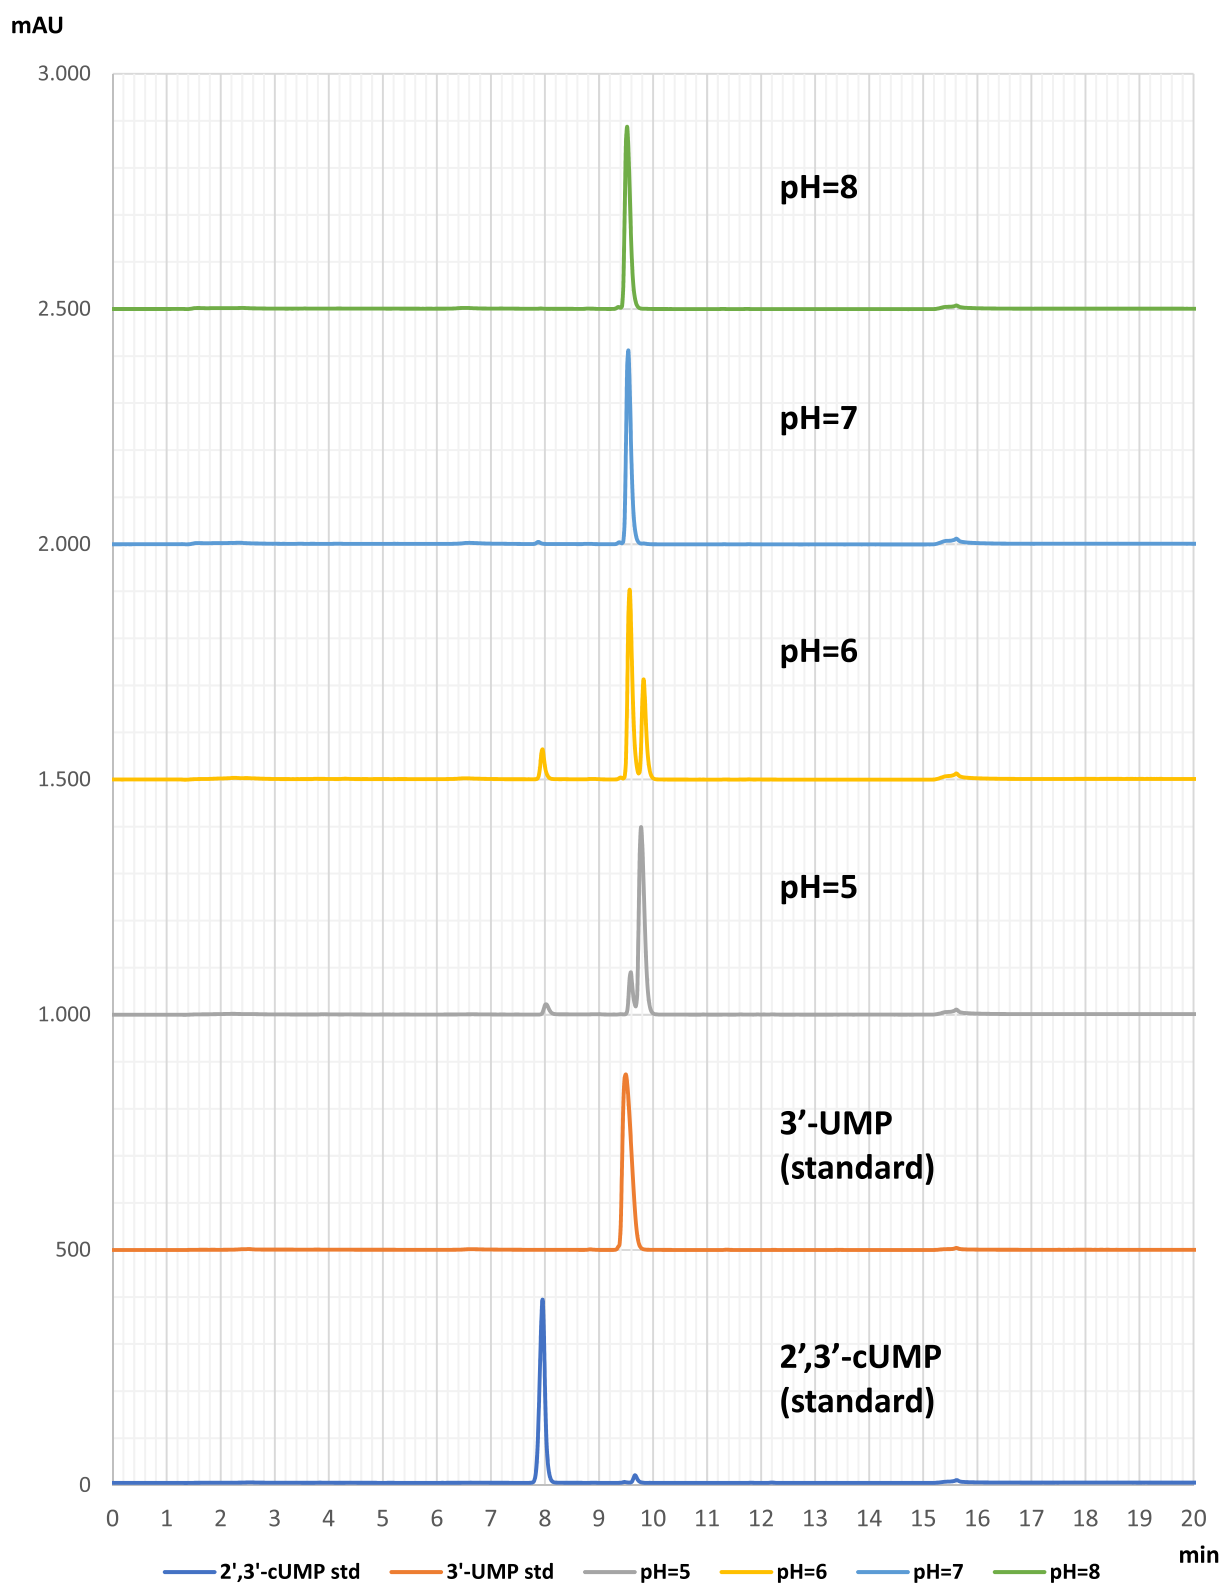 mAU
3.000
pH=8
2.500
pH=7
2.000
pH=6
1.500
pH=5
1.000
3’-UMP
(standard)
500
2’,3’-cUMP
(standard)
0
0 1 2 3 4 5 6 7 8 9 10 11 12 13 14 15 16 17 18 19 20
min
2',3'-cUMP std 3'-UMP std pH=5 pH=6 pH=7 pH=8